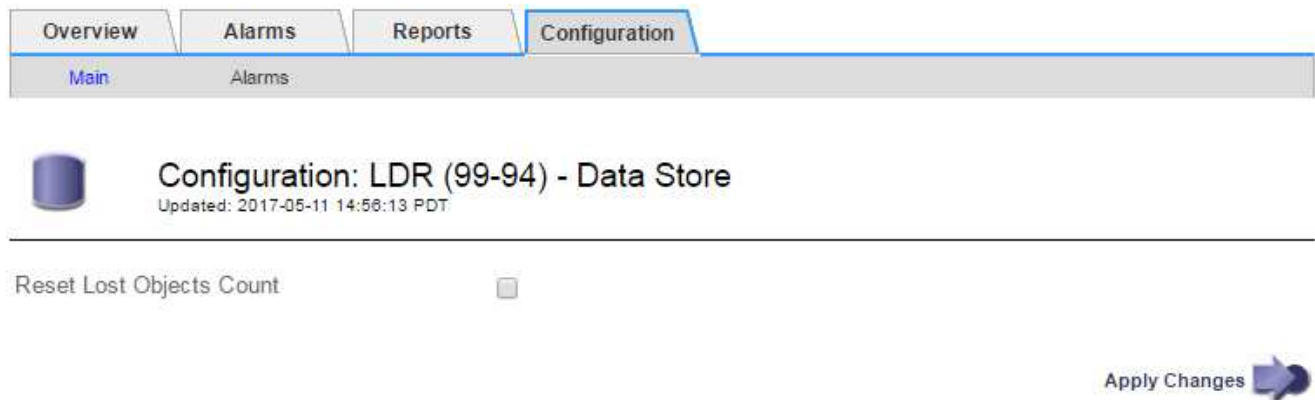 Overview Alarms Reports Configuration
Main Alarms
Configuration: LDR (99-94) - Data Store
Updated: 2017-05-11 14:56:13 PDT
Reset Lost Objects Count
Apply Changes